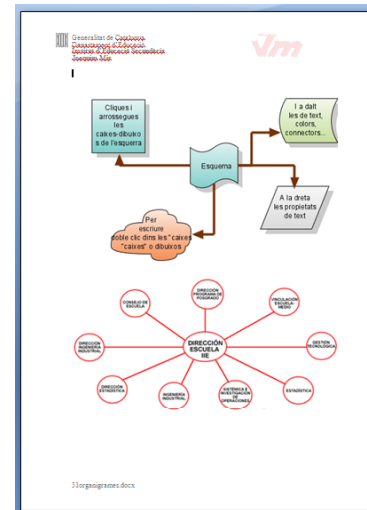 Generalitat de Catalunya
Departament d'Educació
Institut d'Educació Secundària
Joaquim Mir
Jm
Cliques i
arrossegues
les
caixes-dibuixo
s de l'esquerra
I a dalt
les de text,
colors,
connectors...
Esquema
A la dreta
les propietats
de text
Per
escriure
doble clic dins les "caixes
"caixes" o dibuixos
CONSEJO DE
ESCUELA
DIRECCIÓN
PROGRAMA DE
POSGRADO
VINCULACIÓN
ESCUELA-
MEDIO
DIRECCIÓN
INGENIERÍA
INDUSTRIAL
DIRECCIÓN
ESCUELA
IIE
GESTIÓN
TECNOLÓGICA
DIRECCIÓN
ESTADÍSTICA
INGENIERÍA
INDUSTRIAL
SISTÉMICA E
INVESTIGACIÓN
DE
OPERACIONES
ESTADÍSTICA
51organigrames.docx